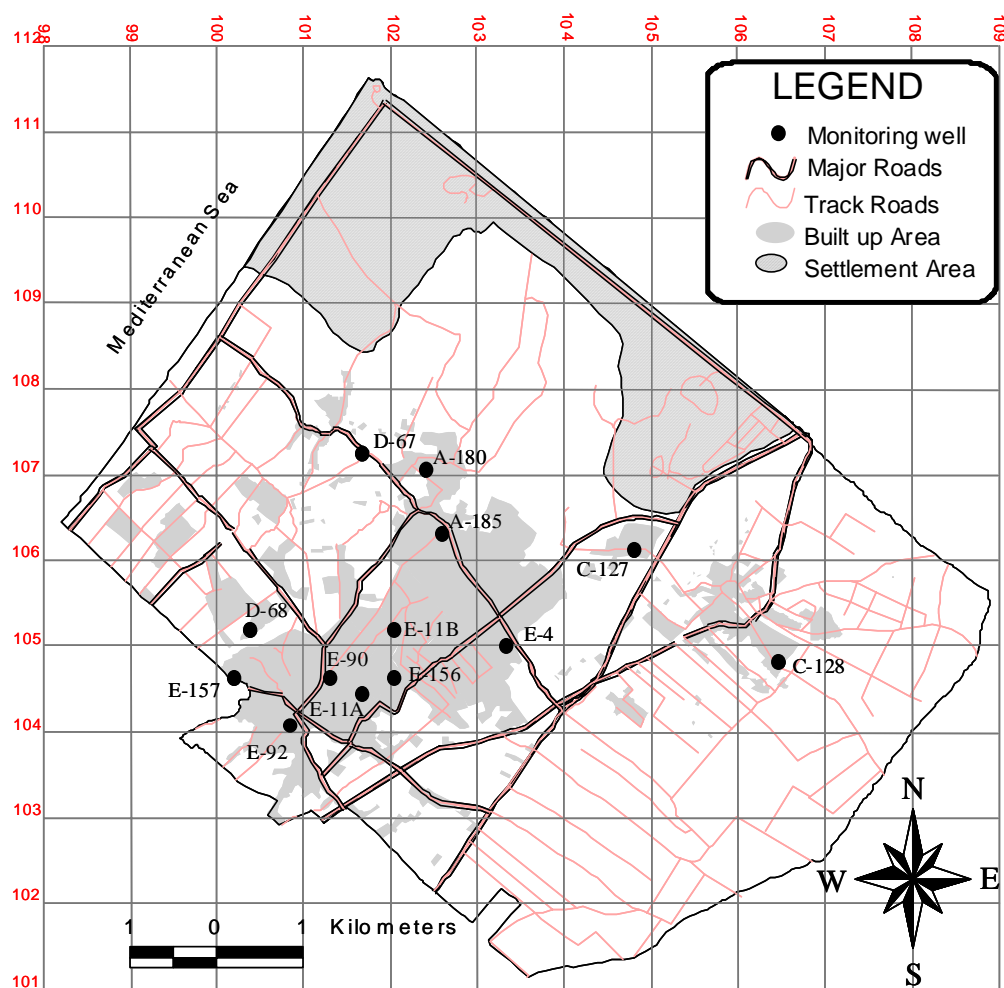 98 99 100 101 102 103 104 105 106 107 108 109
112
111
110
109
108
107
106
105
104
103
102
101
LEGEND
Monitoring well
Major Roads
Track Roads
Built up Area
Settlement Area
Mediterranean Sea
D-67
A-180
A-185
C-127
D-68
E-11B
E-4
E-90
E-156
C-128
E-157
E-11A
E-92
N
W E
S
1 0 1 Kilometers